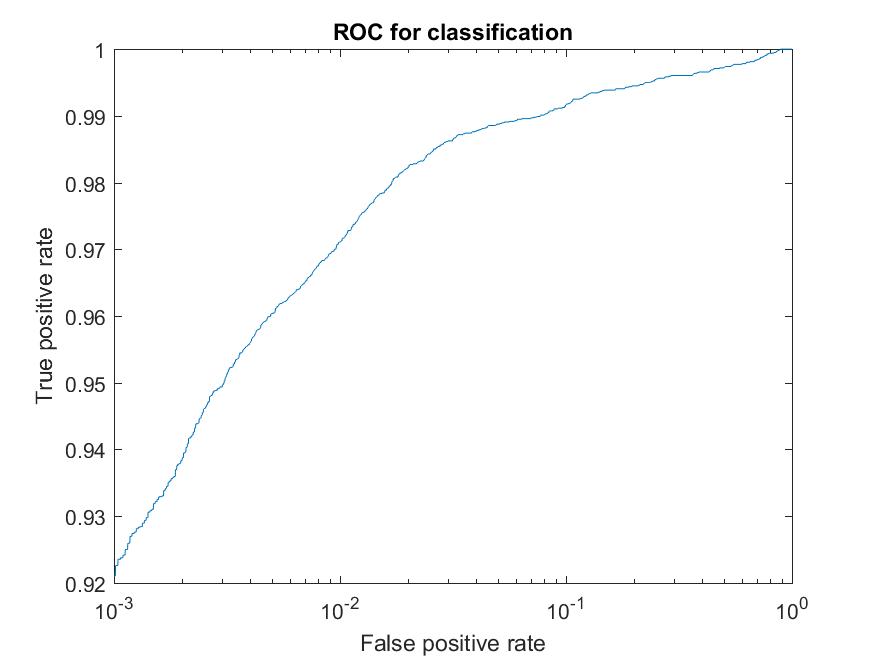 ROC for classification
1
0.99
0.98
0.97
0.96
0.95
0.94
0.93
0.92
True positive rate
10^-3 10^-2 10^-1 10^0
False positive rate